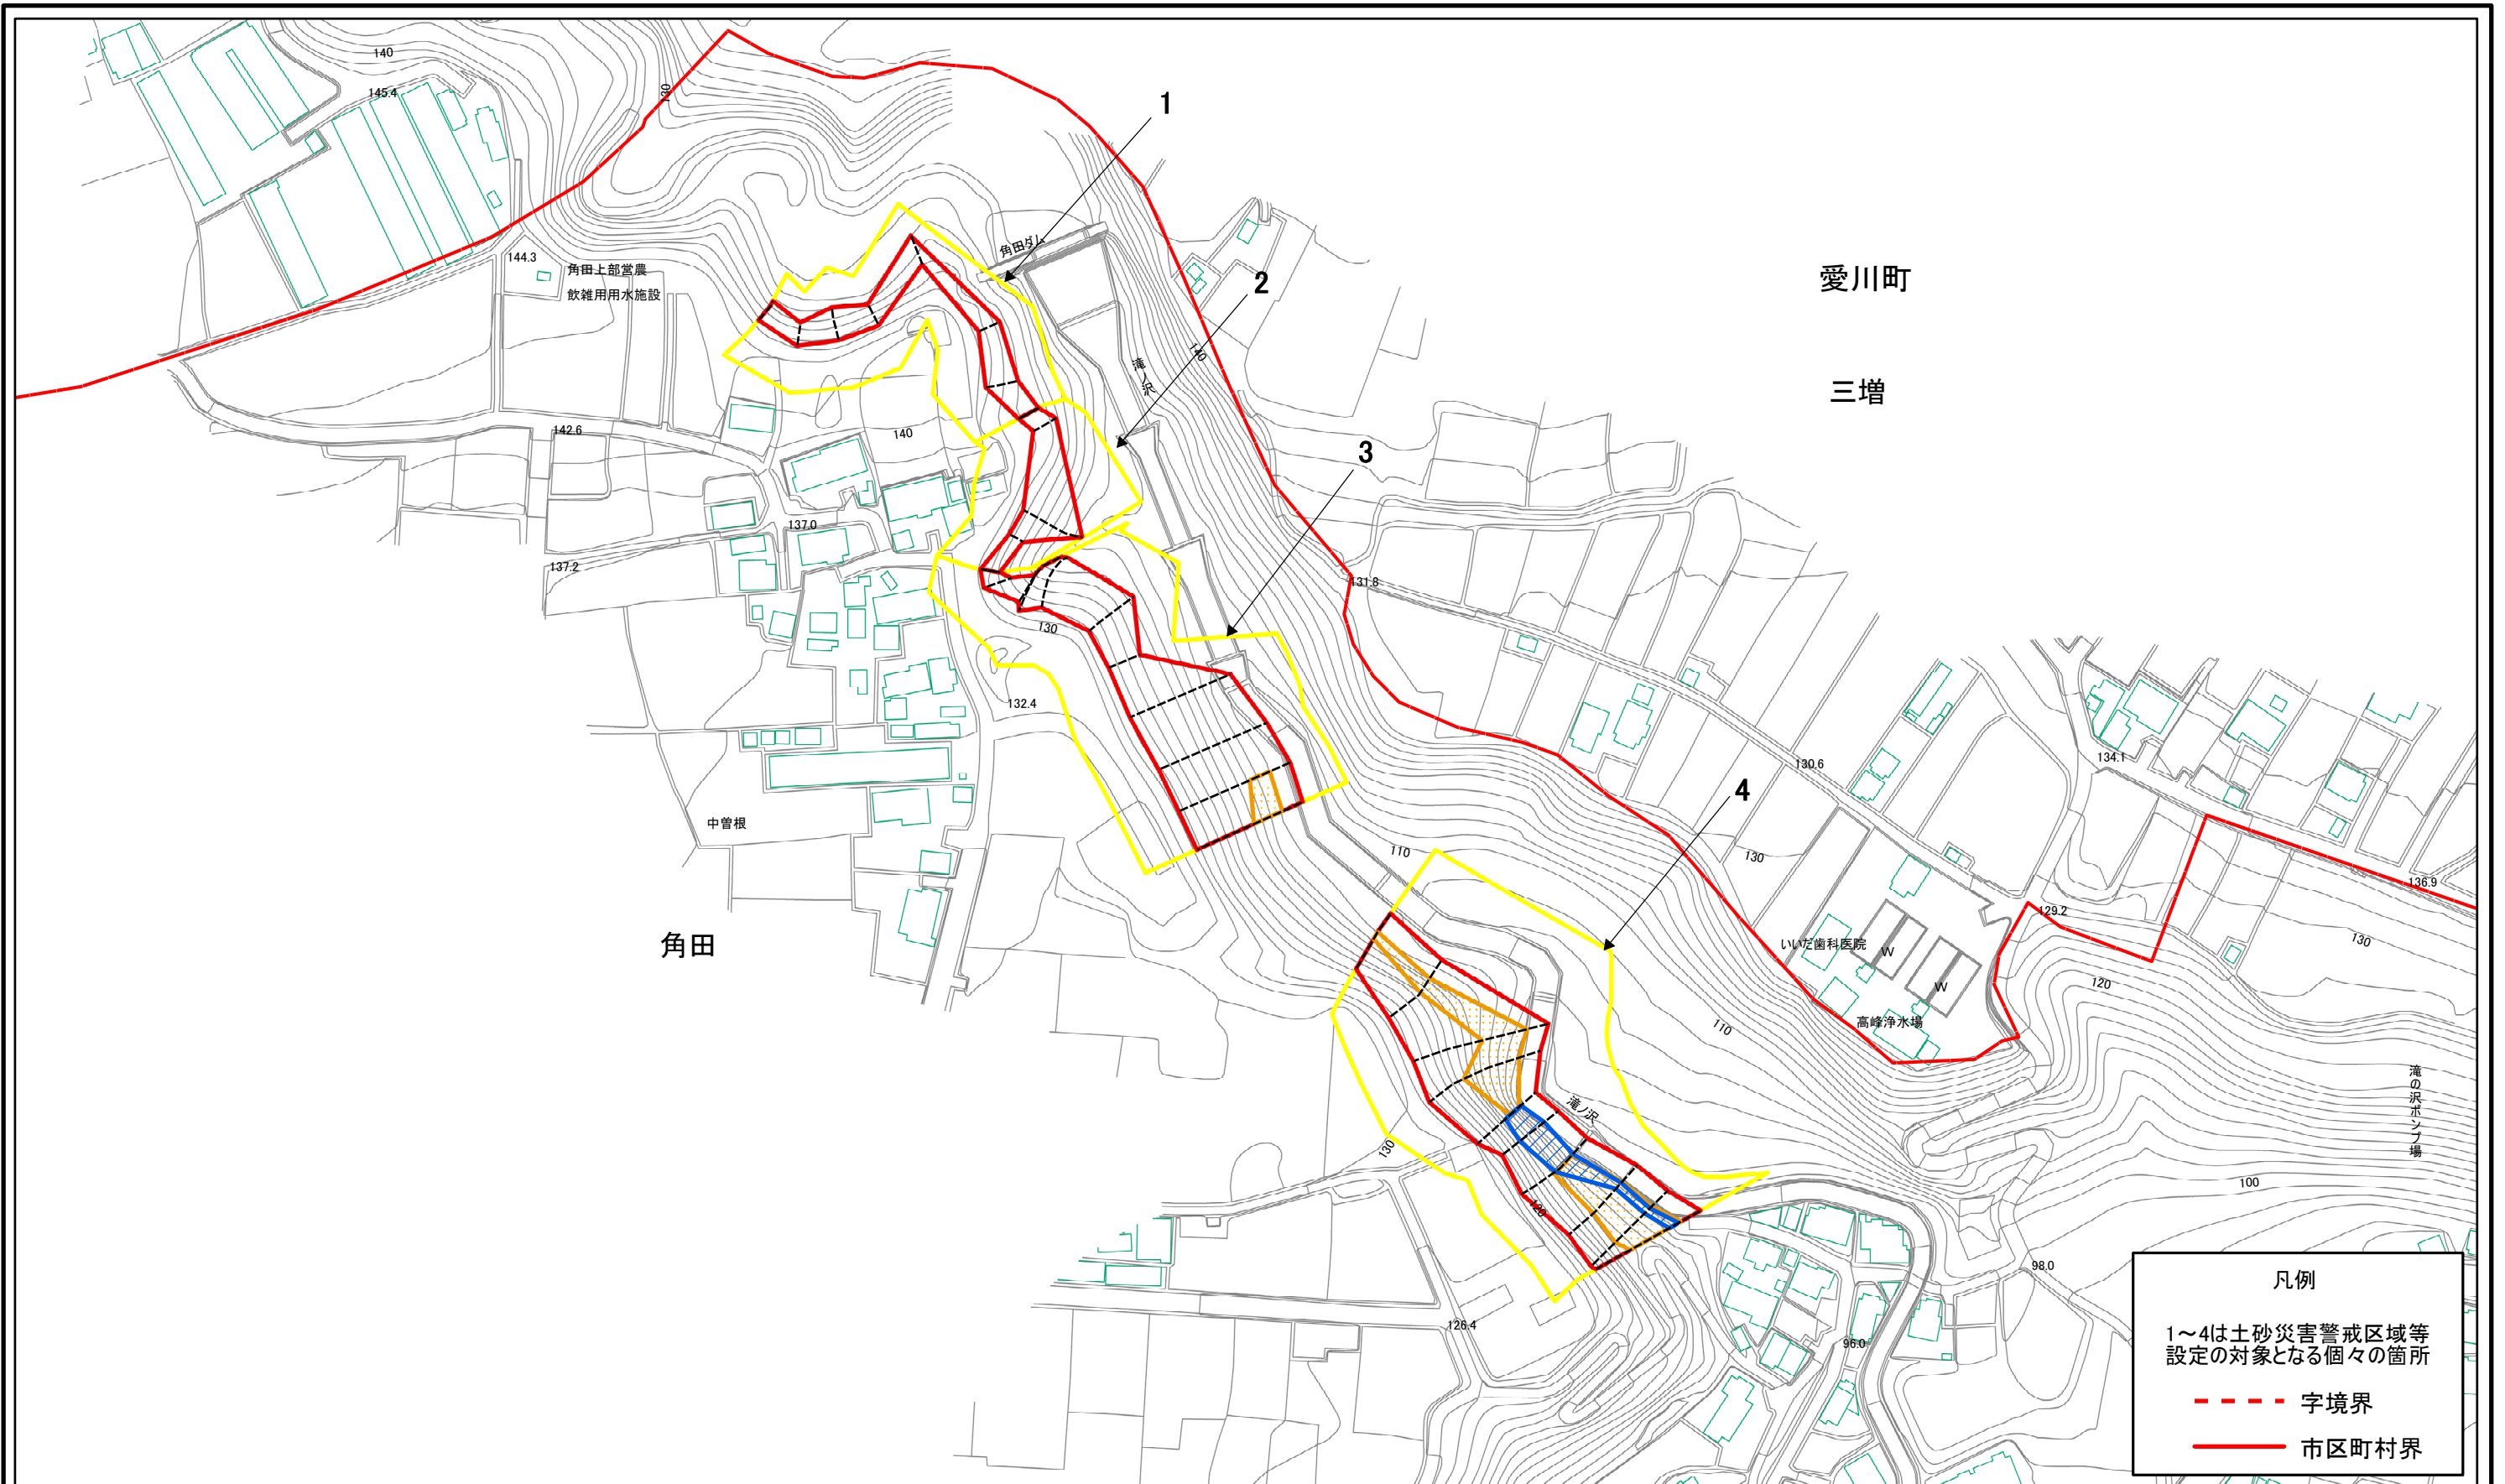 140
145.4
130
1
144.3
角田上部営農
飲雑用用水施設
角田ダム
2
愛川町
滝ノ沢
140
三増
142.6
140
3
137.0
137.2
131.8
130
132.4
134.1
130.6
4
中曽根
110
130
136.9
129.2
角田
いいだ歯科医院
W
W
130
120
高峰浄水場
110
滝の沢ポンプ場
滝ノ沢
130
120
100
98.0
126.4
96.0
凡例
1～4は土砂災害警戒区域等
設定の対象となる個々の箇所
字境界
市区町村界